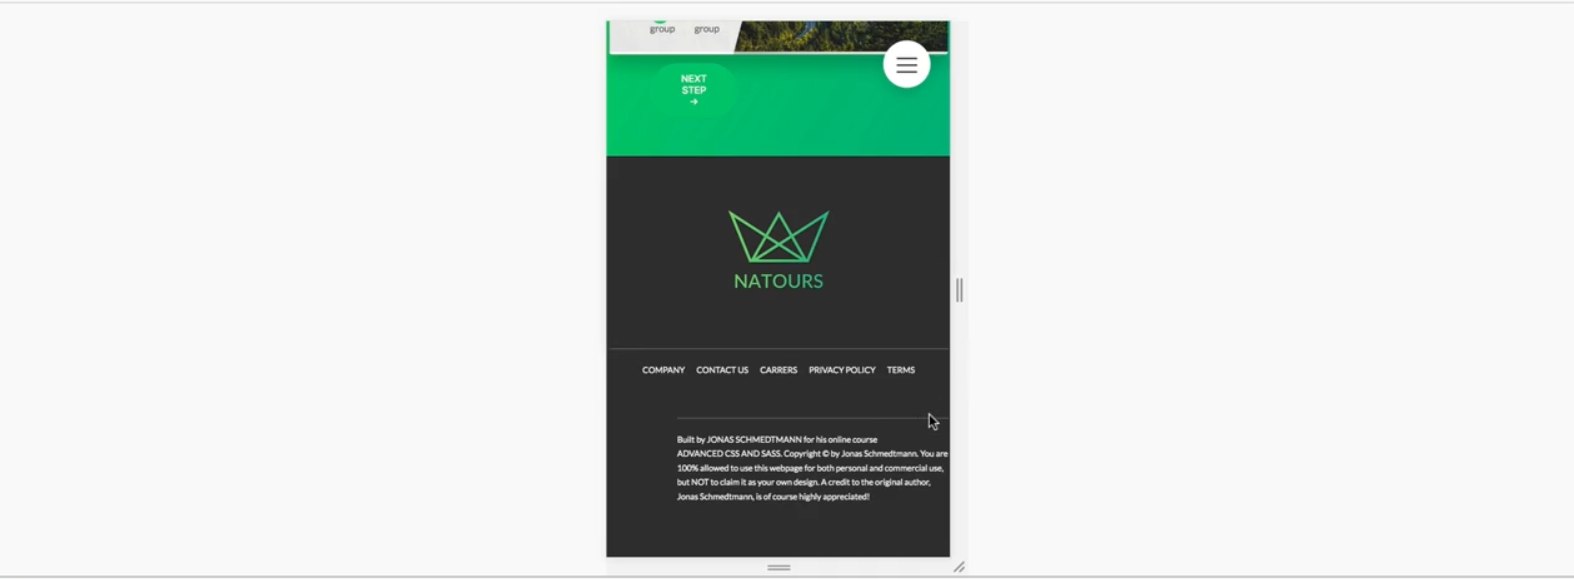 group group
NEXT
STEP
→
NATOURS
COMPANY CONTACT US CARRERS PRIVACY POLICY TERMS
Built by JONAS SCHMEDTMANN for his online course
ADVANCED CSS AND SASS. Copyright © by Jonas Schmedtmann. You are
100% allowed to use this webpage for both personal and commercial use,
but NOT to claim it as your own design. A credit to the original author,
Jonas Schmedtmann, is of course highly appreciated!